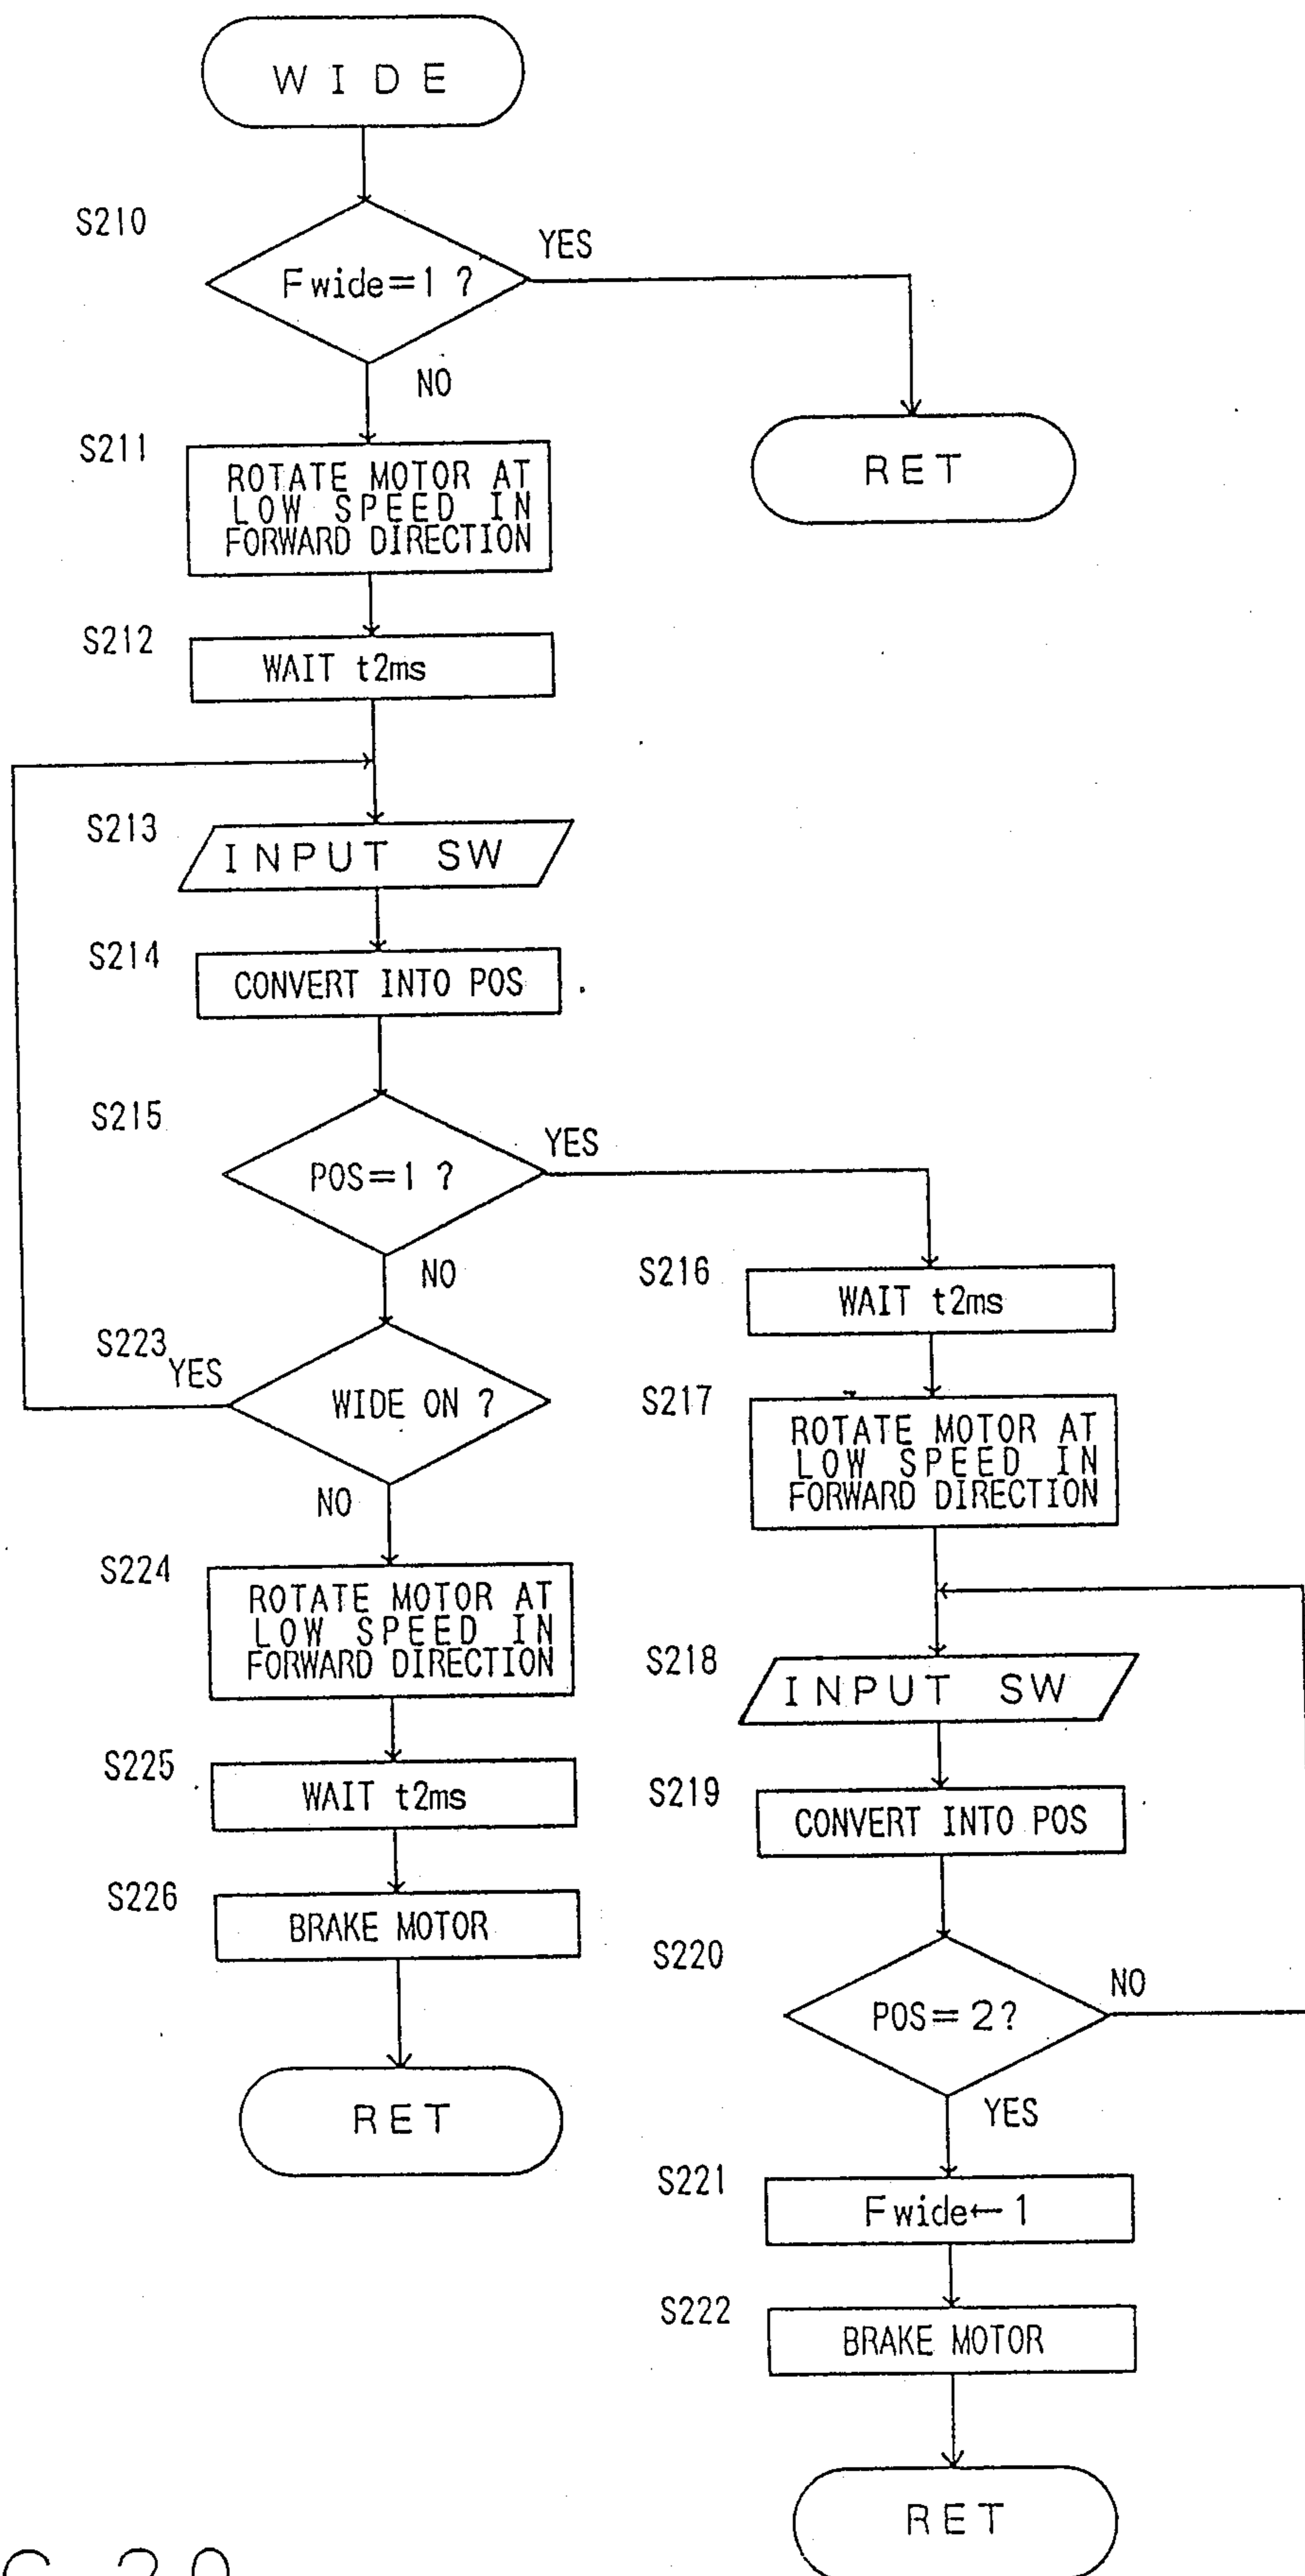 WIDE
S210
Fwide=1 ?
YES
NO
RET
S211
ROTATE MOTOR AT
LOW SPEED IN
FORWARD DIRECTION
S212
WAIT t2ms
S213
INPUT SW
S214
CONVERT INTO POS
S215
POS=1 ?
YES
NO
S223
YES
WIDE ON ?
NO
S224
ROTATE MOTOR AT
LOW SPEED IN
FORWARD DIRECTION
S225
WAIT t2ms
S226
BRAKE MOTOR
RET
S216
WAIT t2ms
S217
ROTATE MOTOR AT
LOW SPEED IN
FORWARD DIRECTION
S218
INPUT SW
S219
CONVERT INTO POS
S220
POS=2?
NO
YES
S221
Fwide←1
S222
BRAKE MOTOR
RET